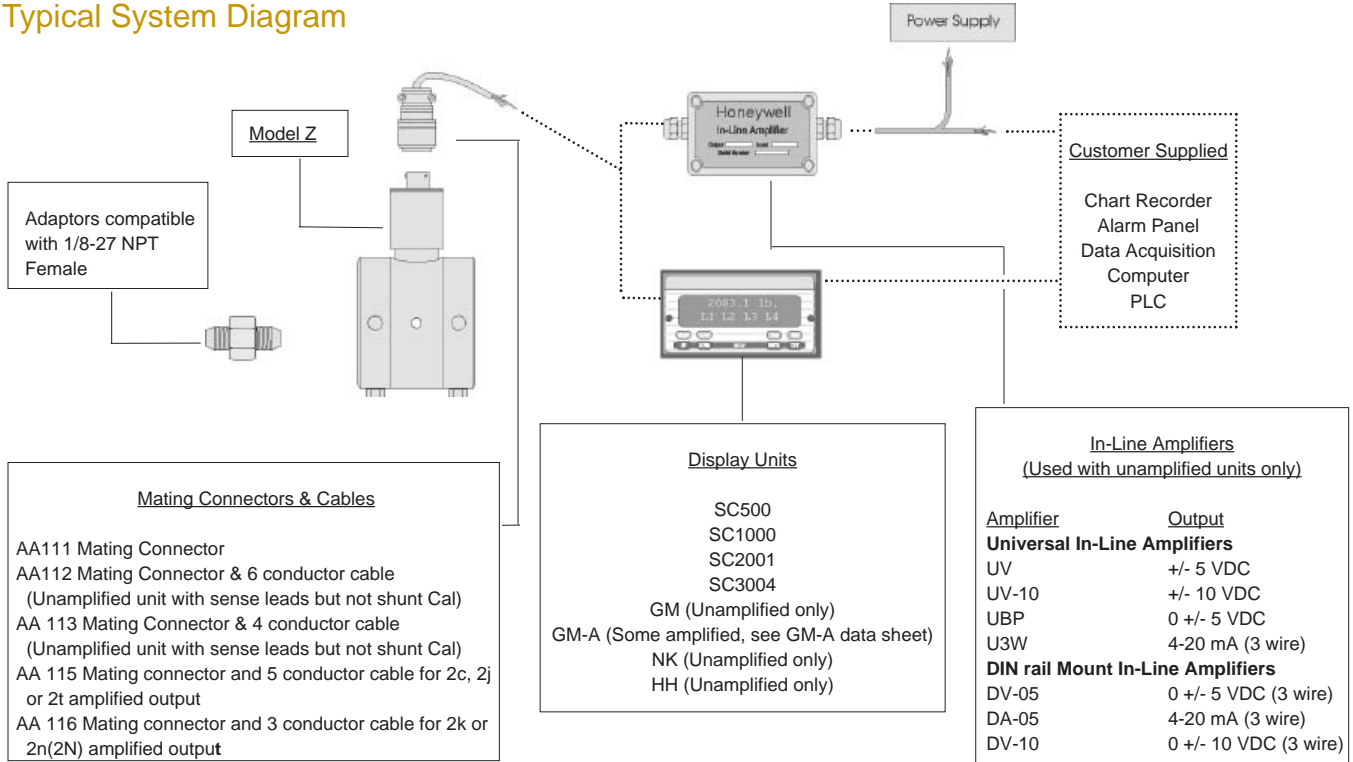 Typical System Diagram
Power Supply
Honeywell
In-Line Amplifier
Model Z
Customer Supplied
Chart Recorder
Alarm Panel
Data Acquisition
Computer
PLC
Adaptors compatible
with 1/8-27 NPT
Female
2003.1 lb.
L1 L2 L3 L4
Mating Connectors & Cables
AA111 Mating Connector
AA112 Mating Connector & 6 conductor cable
(Unamplified unit with sense leads but not shunt Cal)
AA 113 Mating Connector & 4 conductor cable
(Unamplified unit with sense leads but not shunt Cal)
AA 115 Mating connector and 5 conductor cable for 2c, 2j
or 2t amplified output
AA 116 Mating connector and 3 conductor cable for 2k or
2n(2N) amplified output
Display Units
SC500
SC1000
SC2001
SC3004
GM (Unamplified only)
GM-A (Some amplified, see GM-A data sheet)
NK (Unamplified only)
HH (Unamplified only)
In-Line Amplifiers
(Used with unamplified units only)
Amplifier Output
Universal In-Line Amplifiers
UV +/- 5 VDC
UV-10 +/- 10 VDC
UBP 0 +/- 5 VDC
U3W 4-20 mA (3 wire)
DIN rail Mount In-Line Amplifiers
DV-05 0 +/- 5 VDC (3 wire)
DA-05 4-20 mA (3 wire)
DV-10 0 +/- 10 VDC (3 wire)